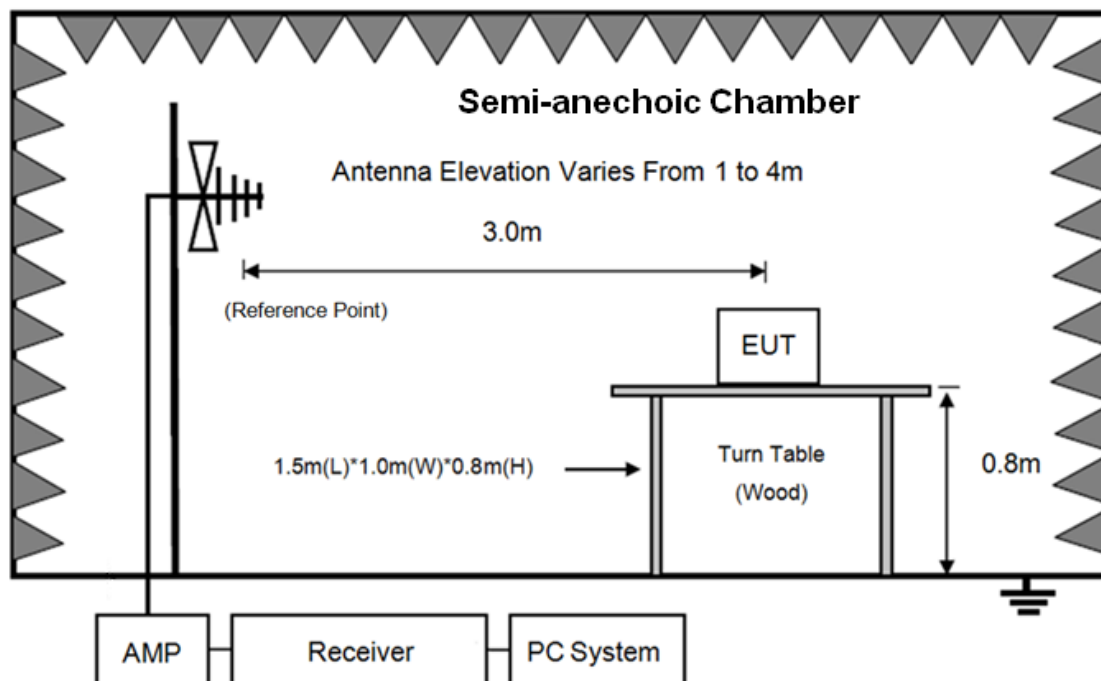 Semi-anechoic Chamber
Antenna Elevation Varies From 1 to 4m
3.0m
(Reference Point)
EUT
1.5m(L)*1.0m(W)*0.8m(H)
Turn Table
(Wood)
0.8m
AMP
Receiver
PC System